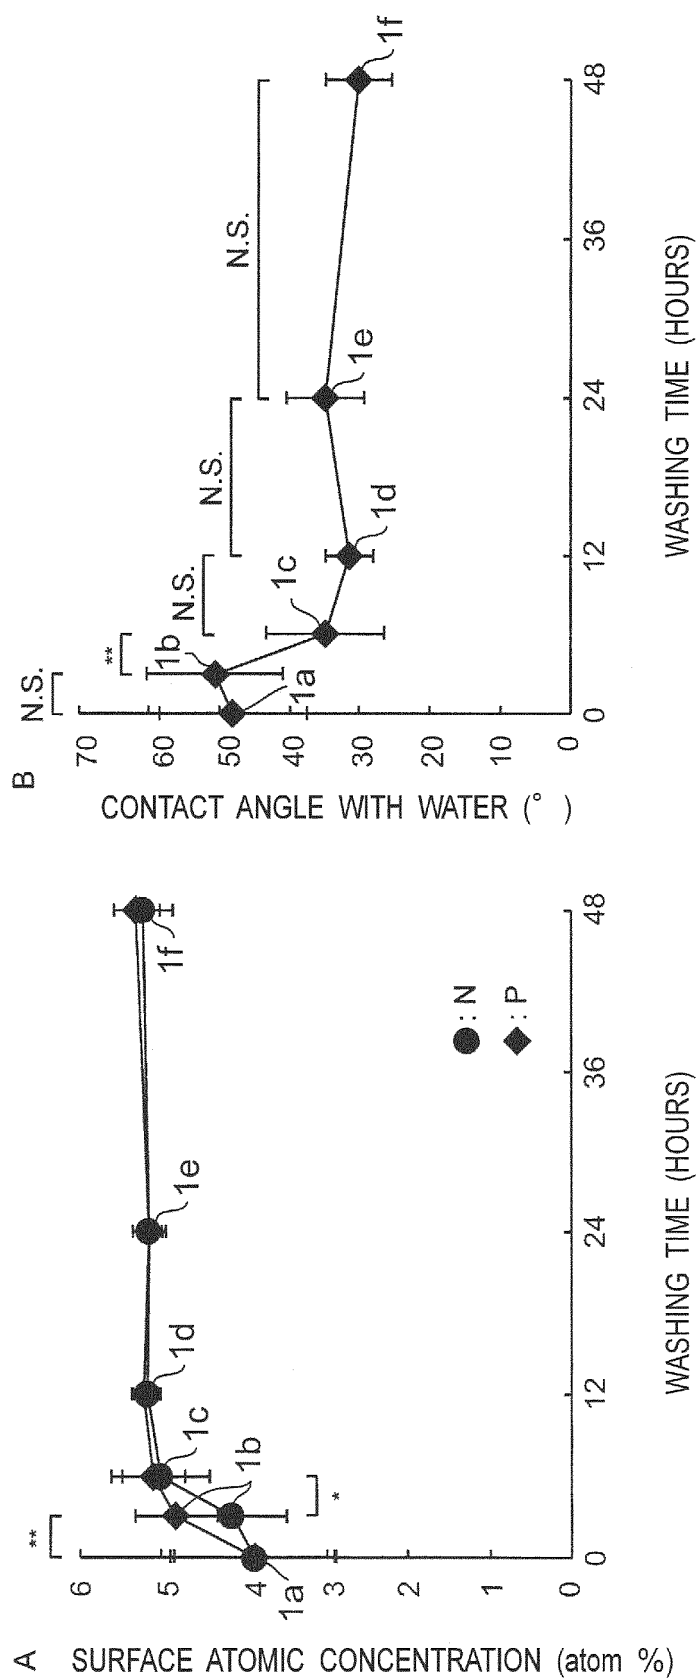 A
SURFACE ATOMIC CONCENTRATION (atom %)
6
5
4
3
2
1
0
**
*
1a
1b
1c
1d
1e
1f
: N
: P
0
12
24
36
48
WASHING TIME (HOURS)
B
CONTACT ANGLE WITH WATER (° )
70
60
50
40
30
20
10
0
N.S.
**
N.S.
N.S.
N.S.
1a
1b
1c
1d
1e
1f
0
12
24
36
48
WASHING TIME (HOURS)